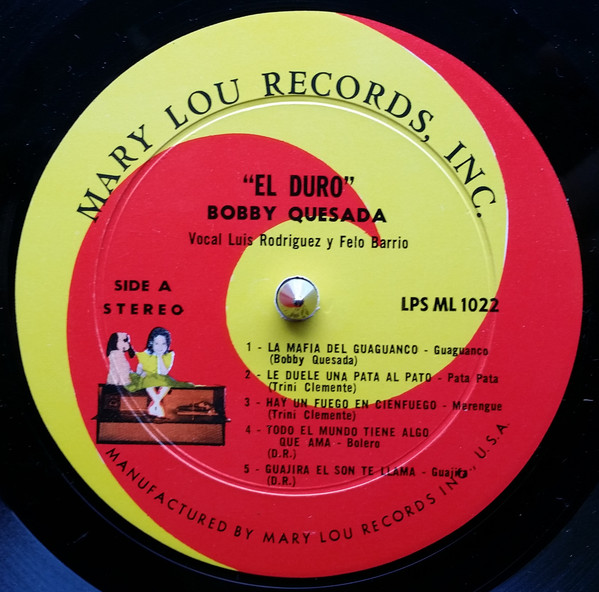 MARY LOU RECORDS, INC.
"EL DURO"
BOBBY QUESADA
Vocal Luis Rodriguez y Felo Barrio
SIDE A
STEREO
LPS ML 1022
1 - LA MAFIA DEL GUAGUANCO - Guaguanco
(Bobby Quesada)
2 - LE DUELE UNA PATA AL PATO - Pata Pata
(Trini Clemente)
3 - HAY UN FUEGO EN CIENFUEGO - Merengue
(Trini Clemente)
4 - TODO EL MUNDO TIENE ALGO
QUE AMA - Bolero
(D.R.)
5 - GUAJIRA EL SON TE LLAMA - Guajira
(D.R.)
MANUFACTURED BY MARY LOU RECORDS INC., U.S.A.